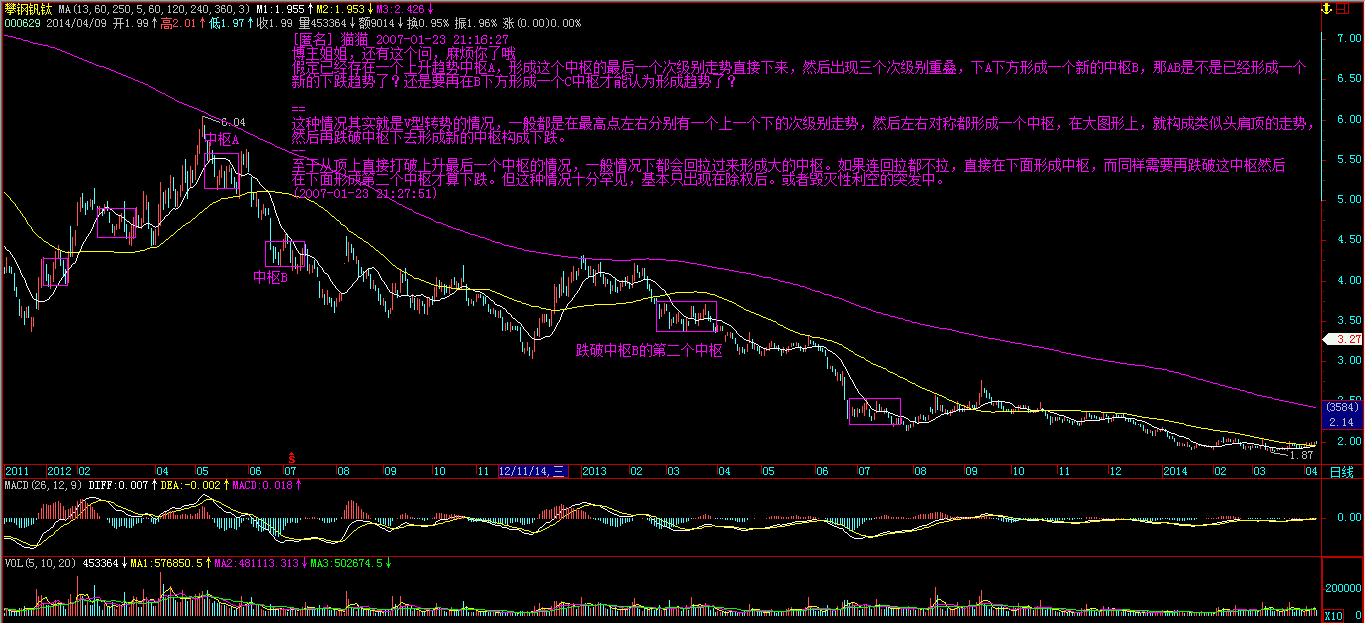 攀钢钒钛 MA(13,60,250,5,60,120,240,360,3) M1:1.955↑M2:1.953↓M3:2.426↓
000629 2014/04/09 开1.99↑高2.01↑低1.97↑收1.99 量453364↓额9014↓换0.95% 振1.96% 涨(0.00)0.00%
[匿名] 猫猫 2007-01-23 21:16:27
博主姐姐，还有这个问，麻烦你了哦
假定已经存在一个上升趋势中枢A，形成这个中枢的最后一个次级别走势直接下来，然后出现三个次级别重叠，下A下方形成一个新的中枢B，那AB是不是已经形成一个
新的下跌趋势了？还是要再在B下方形成一个C中枢才能认为形成趋势了？
==
这种情况其实就是V型转势的情况，一般都是在最高点左右分别有一个上一个下的次级别走势，然后左右对称都形成一个中枢，在大图形上，就构成类似头肩顶的走势，
然后再跌破中枢下去形成新的中枢构成下跌。
==
至于从顶上直接打破上升最后一个中枢的情况，一般情况下都会回拉过来形成大的中枢。如果连回拉都不拉，直接在下面形成中枢，而同样需要再跌破这中枢然后
在下面形成第二个中枢才算下跌。但这种情况十分罕见，基本只出现在除权后。或者毁灭性利空的突发中。
(2007-01-23 21:27:51)
6.04
中枢A
中枢B
跌破中枢B的第二个中枢
1.87
7.00
6.50
6.00
5.50
5.00
4.50
4.00
3.50
3.27
3.00
2.50
(3584)
2.14
2.00
$
2011 2012 02 04 05 06 07 08 09 10 11 12/11/14,三 2013 02 03 04 05 06 07 08 09 10 11 12 2014 02 03 04 日线
MACD(26,12,9) DIFF:0.007↑DEA:-0.002↑MACD:0.018↑
0.00
VOL(5,10,20) 453364↓MA1:576850.5↑MA2:481113.313↓MA3:502674.5↓
200000
X10 0